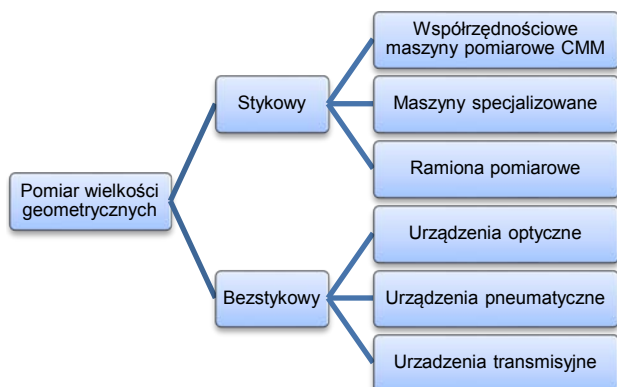 Współrzędnościowe
maszyny pomiarowe CMM
Stykowy
Maszyny specjalizowane
Ramiona pomiarowe
Pomiar wielkości
geometrycznych
Urządzenia optyczne
Bezstykowy
Urządzenia pneumatyczne
Urzadzenia transmisyjne